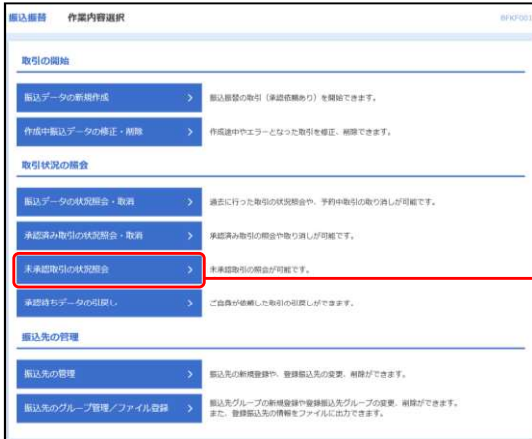 振込振替 作業内容選択 BFKF001
取引の開始
振込データの新規作成 振込振替の取引(承認依頼あり)を開始できます。
作成中振込データの修正・削除 作成途中やエラーとなった取引を修正、削除できます。
取引状況の照会
振込データの状況照会・取消 過去に行った取引の状況照会や、予約中取引の取り消しが可能です。
承認済み取引の状況照会・取消 承認済み取引の照会や取り消しが可能です。
未承認取引の状況照会 未承認取引の照会が可能です。
承認待ちデータの引戻し ご自身が依頼した取引の引戻しができます。
振込先の管理
振込先の管理 振込先の新規登録や、登録振込先の変更、削除ができます。
振込先のグループ管理/ファイル登録 振込先グループの新規登録や登録振込先グループの変更、削除ができます。
また、登録振込先の情報をファイルに出力できます。